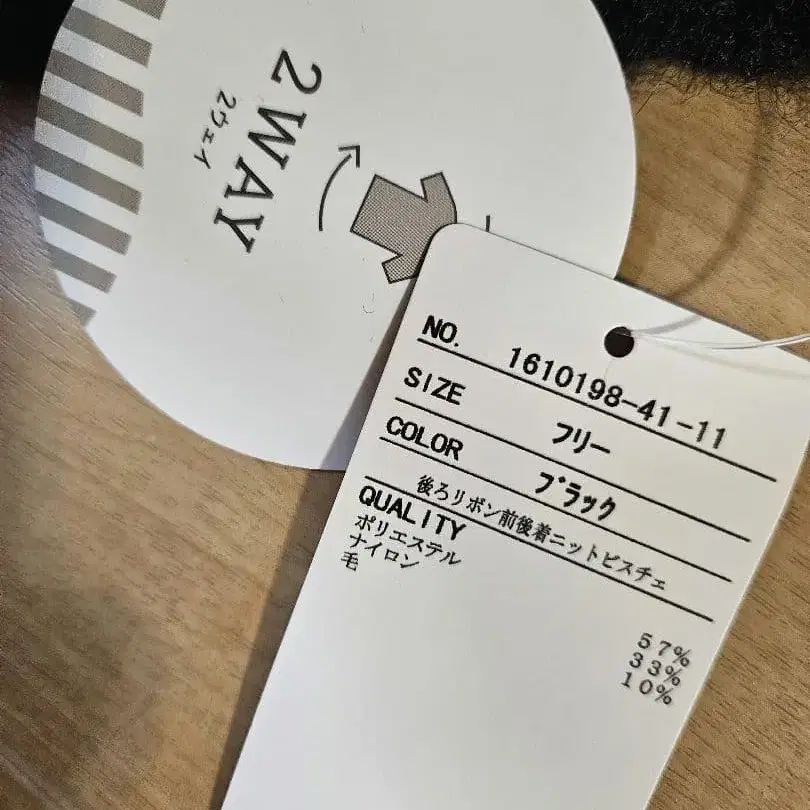 2WAY
2ウェイ
NO. 1610198-41-11
SIZE フリー
COLOR ブラック
後ろリボン前後着ニットビスチェ
QUALITY
ポリエステル 57%
ナイロン 33%
毛 10%